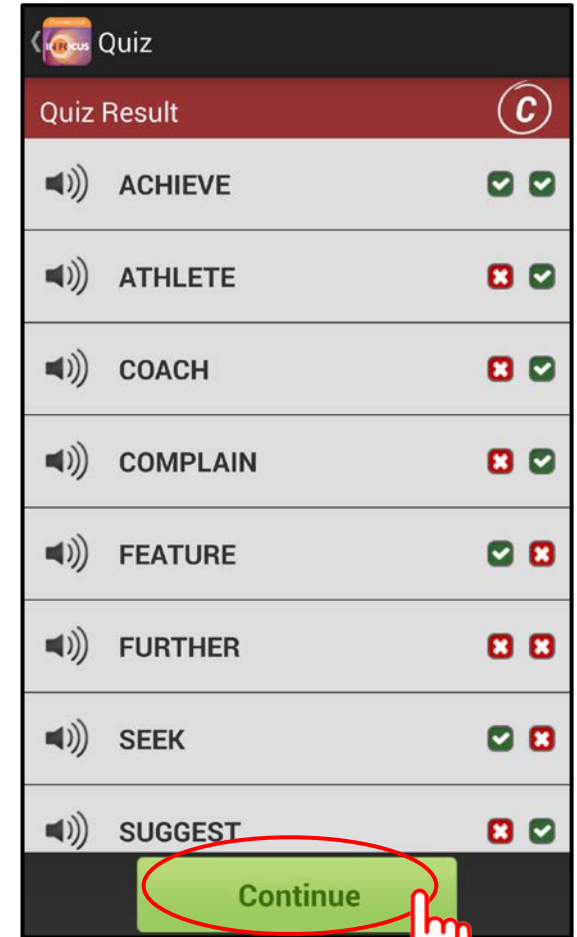 Quiz
Quiz Result C
ACHIEVE
ATHLETE
COACH
COMPLAIN
FEATURE
FURTHER
SEEK
SUGGEST
Continue